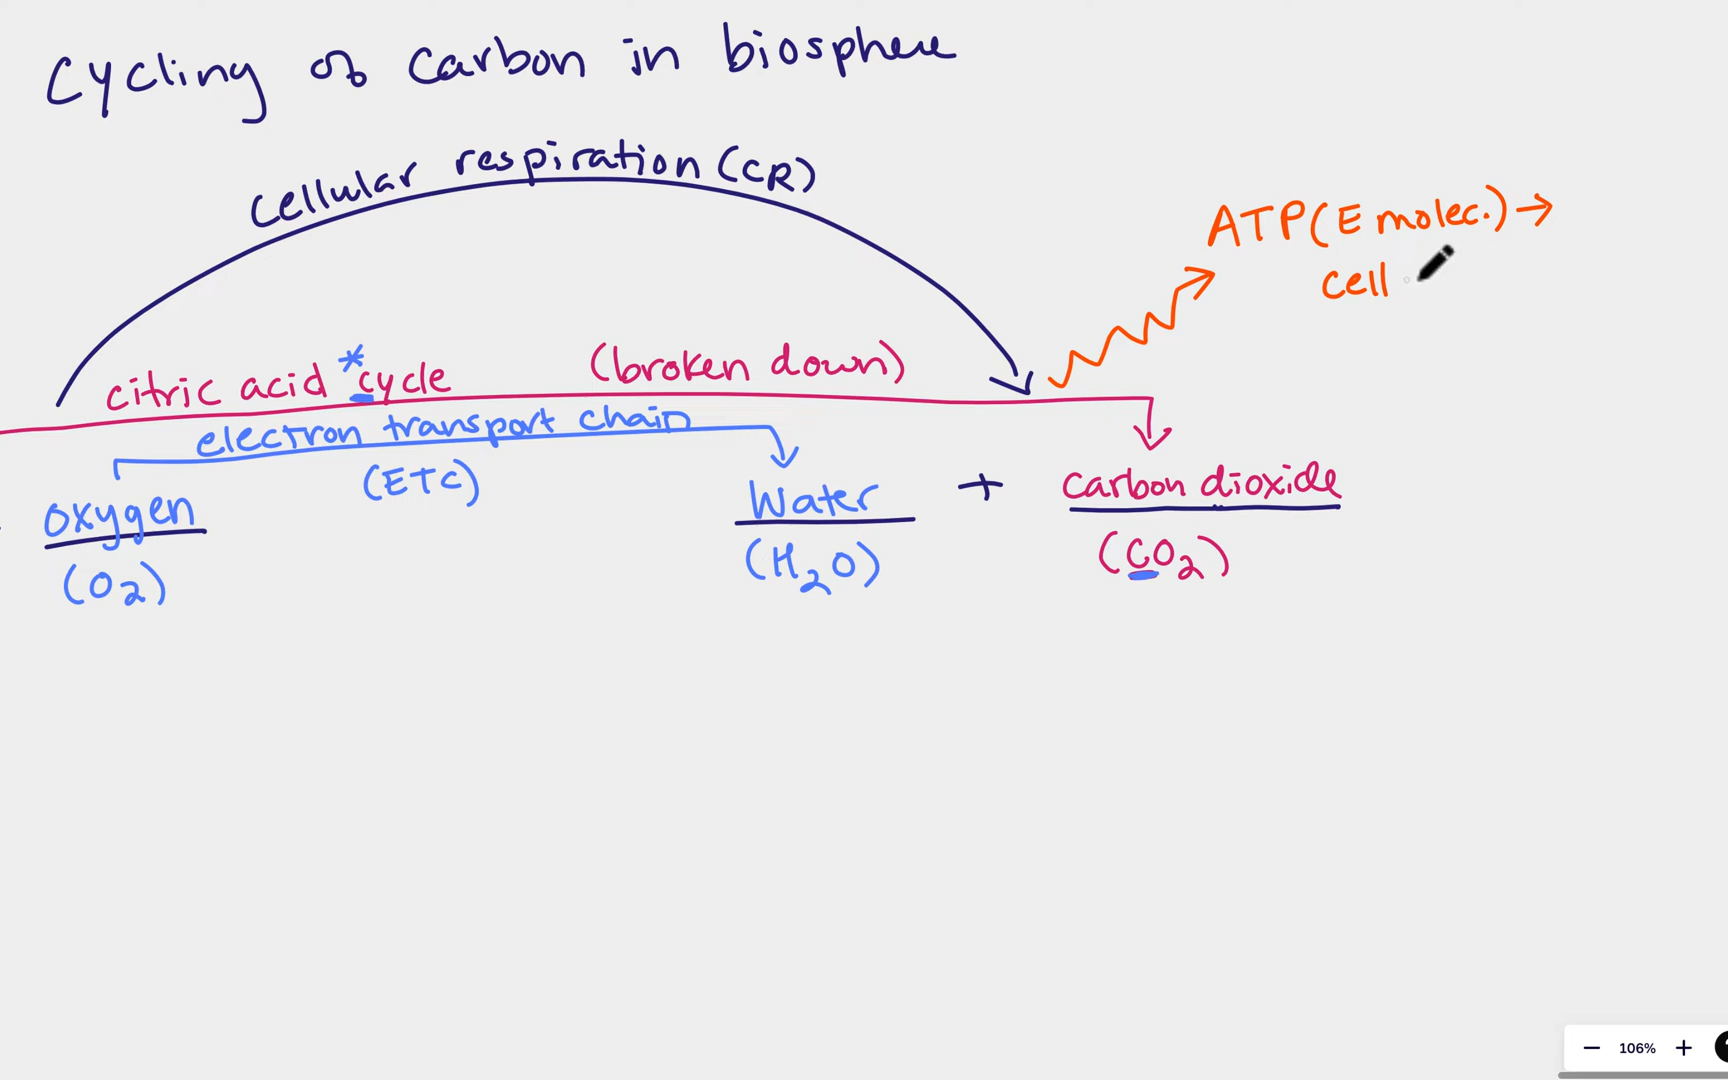 Cycling of carbon in biosphere
cellular respiration (CR)
ATP (E molec.) →
cell
citric acid *cycle (broken down)
electron transport chain
(ETC)
oxygen
Water + carbon dioxide
(O2)
(H2O)
(CO2)
106%